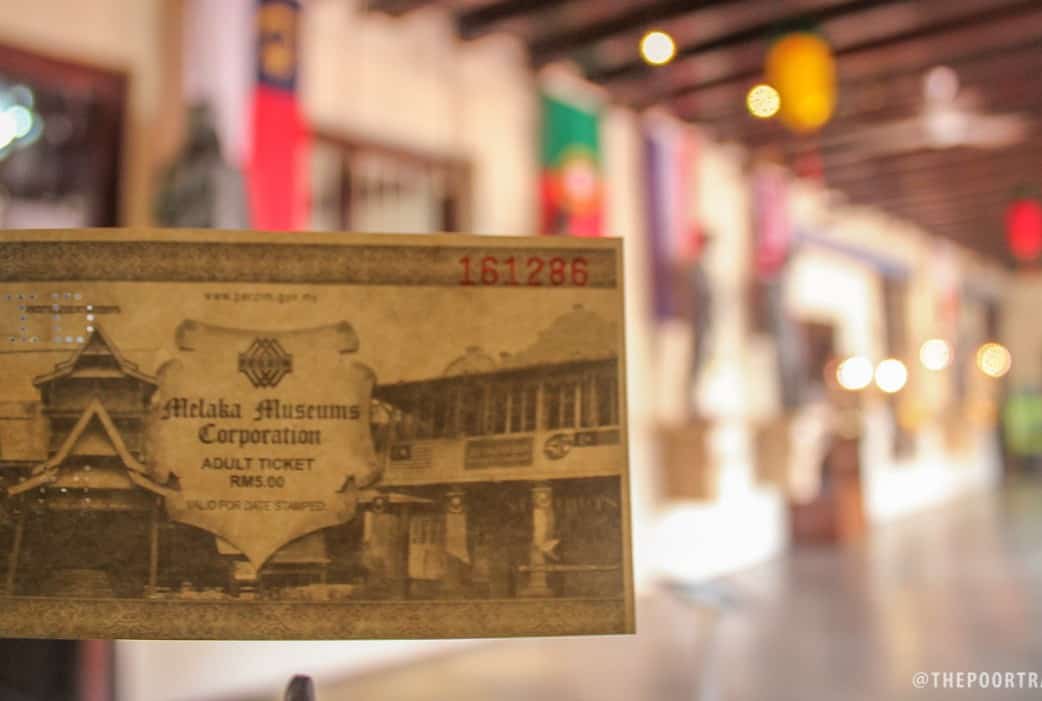 161286
www.perzim.gov.my
Melaka Museums
Corporation
ADULT TICKET
RM5.00
VALID FOR DATE STAMPED:
@THEPOORTRA